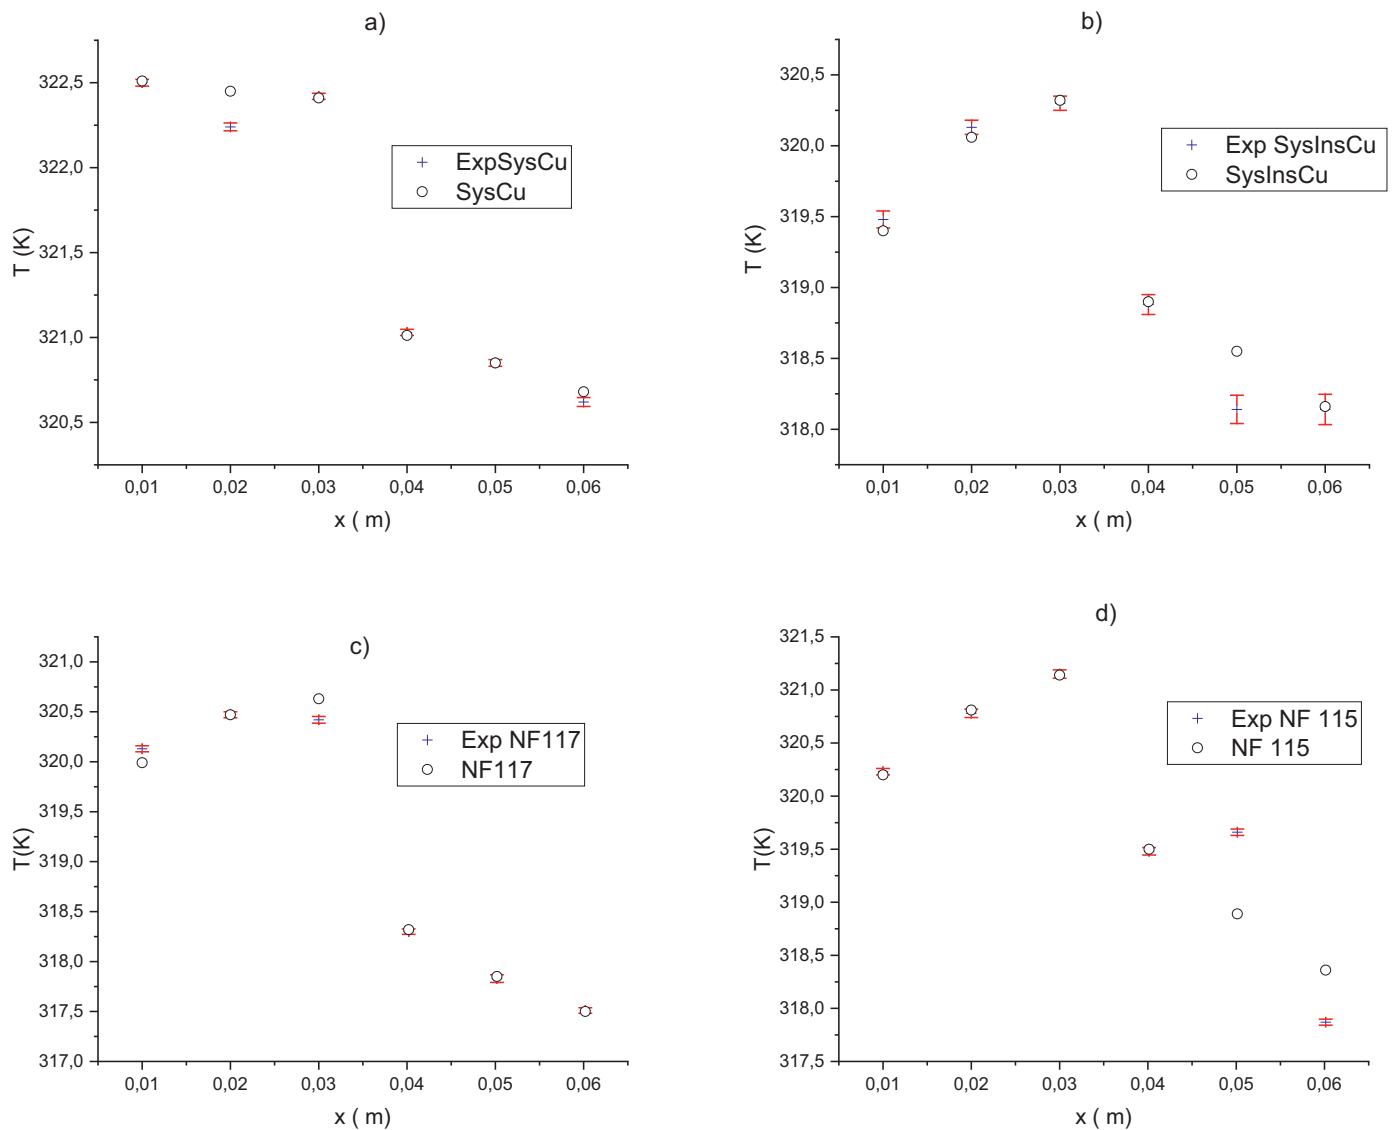 a)
322,5
322,0
321,5
321,0
320,5
T (K)
ExpSysCu
SysCu
0,01 0,02 0,03 0,04 0,05 0,06
x ( m)
b)
320,5
320,0
319,5
319,0
318,5
318,0
T (K)
Exp SysInsCu
SysInsCu
0,01 0,02 0,03 0,04 0,05 0,06
x ( m)
c)
321,0
320,5
320,0
319,5
319,0
318,5
318,0
317,5
317,0
T(K)
Exp NF117
NF117
0,01 0,02 0,03 0,04 0,05 0,06
x ( m)
d)
321,5
321,0
320,5
320,0
319,5
319,0
318,5
318,0
317,5
T(K)
Exp NF 115
NF 115
0,01 0,02 0,03 0,04 0,05 0,06
x ( m)